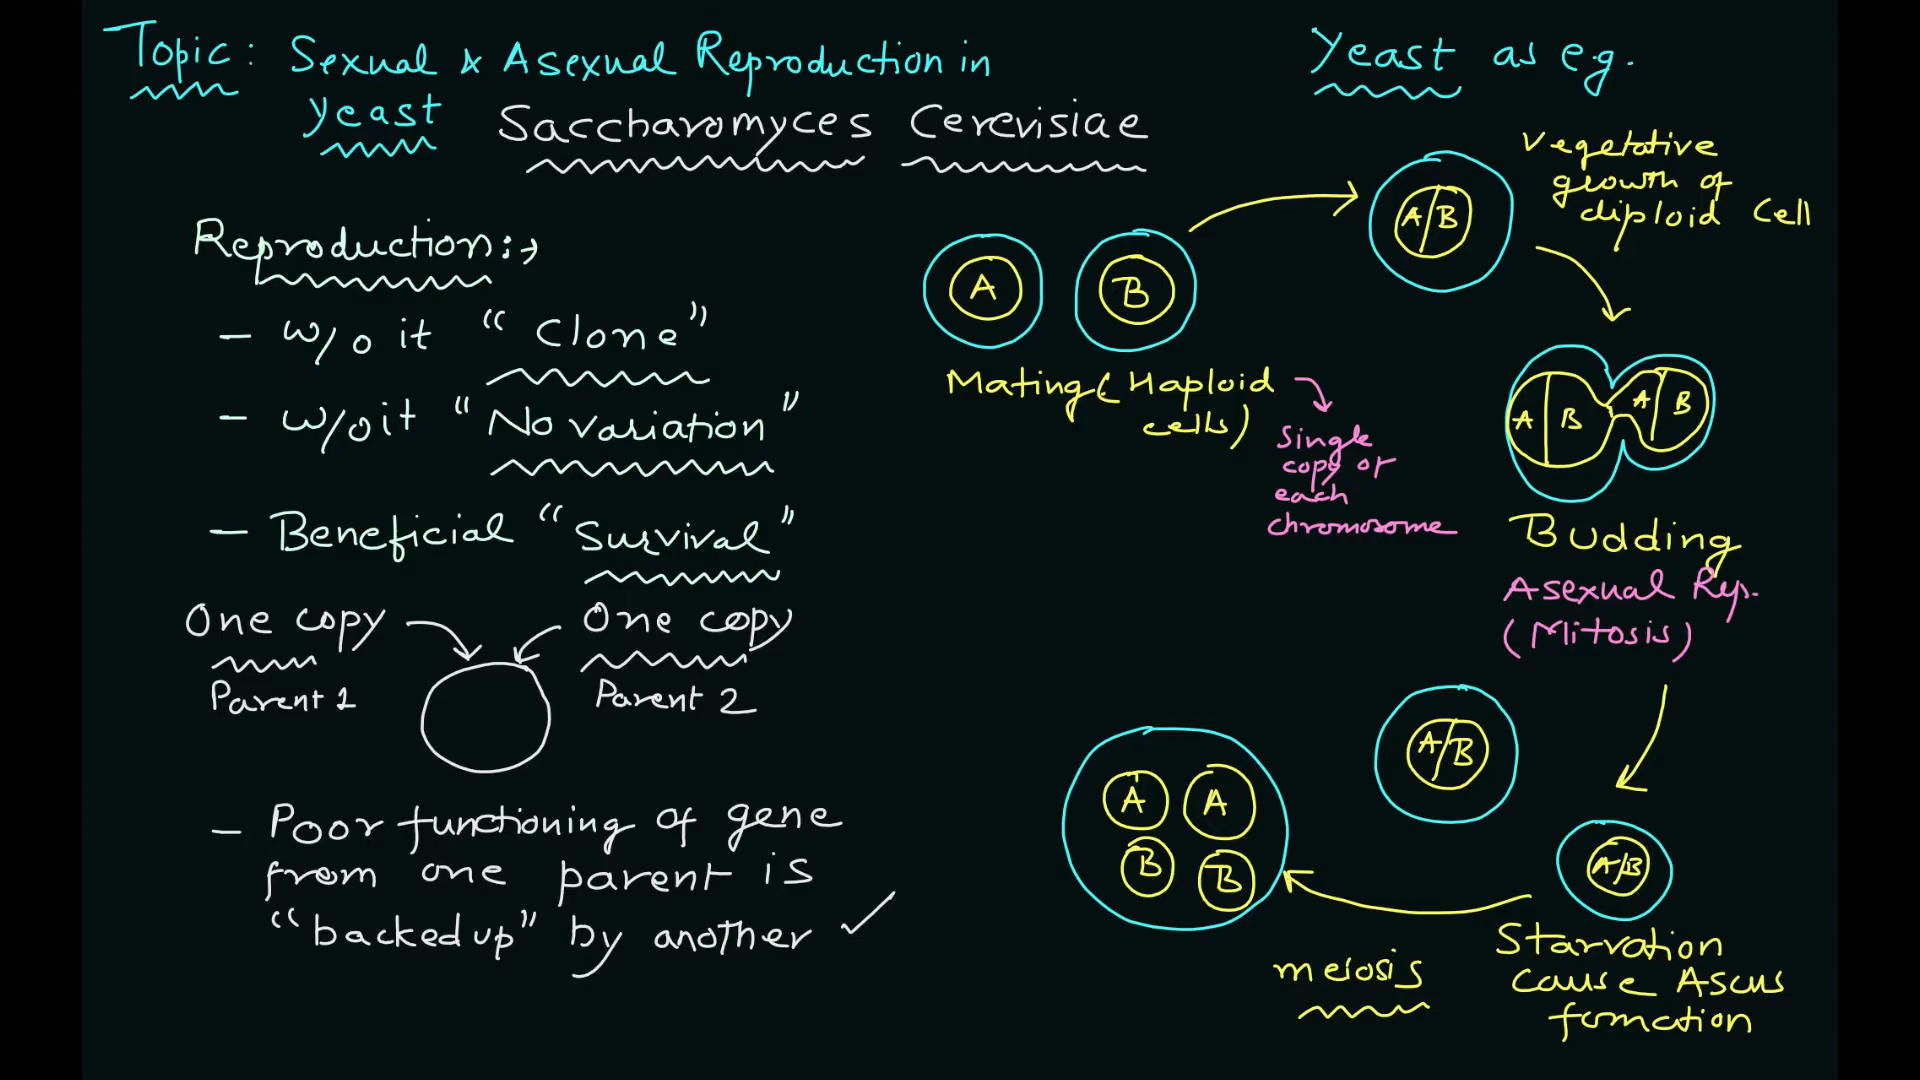 Topic: Sexual & Asexual Reproduction in
Yeast Saccharomyces Cerevisiae
Reproduction:→
- w/o it "Clone"
- w/o it "No variation"
- Beneficial "Survival"
One copy One copy
Parent 1 Parent 2
- Poor functioning of gene
from one parent is
"backed up" by another ✓
Yeast as e.g.
Vegetative
growth of
diploid Cell
A/B
A B
Mating (Haploid
cells)
Single
copy of
each
chromosome
A B A B
Budding
Asexual Rep.
(Mitosis)
A/B
A/B
Starvation
cause Ascus
formation
meiosis
A A
B B